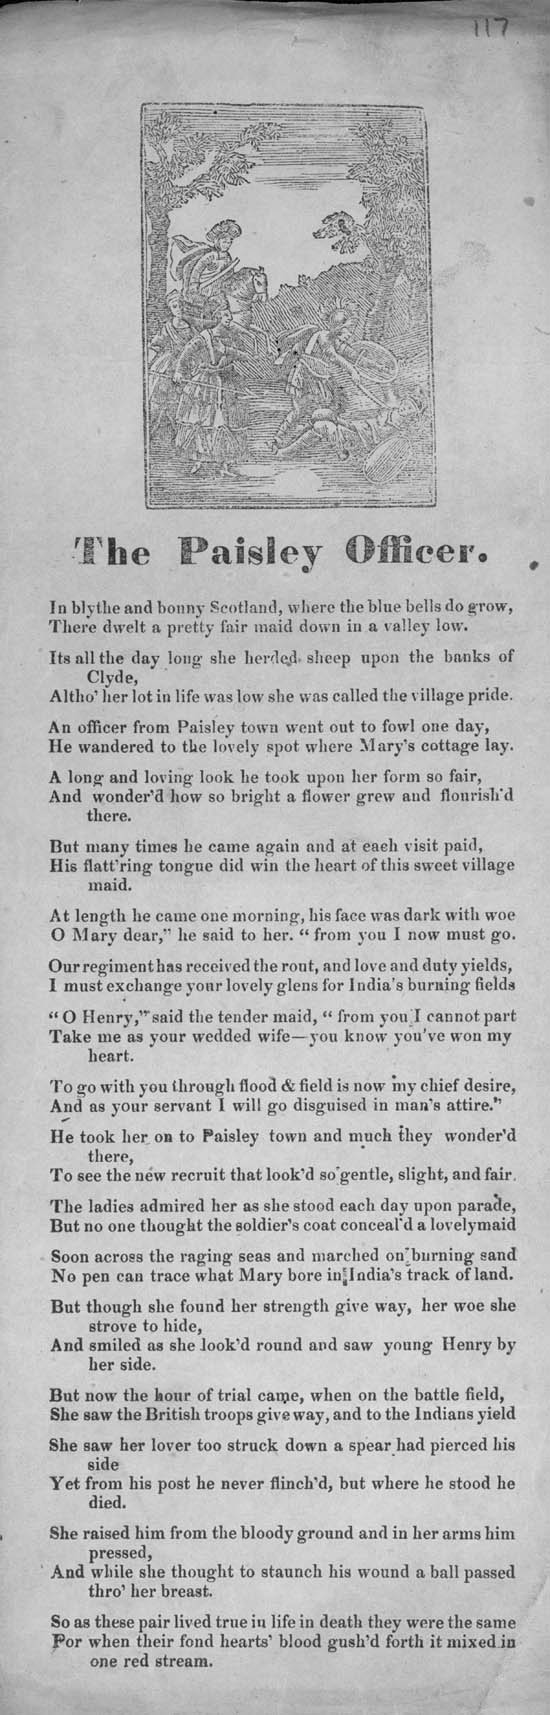 117
The Paisley Officer.
In blythe and bonny Scotland, where the blue bells do grow,
There dwelt a pretty fair maid down in a valley low.
Its all the day long she herded, sheep upon the banks of
Clyde,
Altho' her lot in life was low she was called the village pride.
An officer from Paisley town went out to fowl one day,
He wandered to the lovely spot where Mary's cottage lay.
A long and loving look he took upon her form so fair,
And wonder'd how so bright a flower grew and flourish'd
there.
But many times he came again and at each visit paid,
His flatt'ring tongue did win the heart of this sweet village
maid.
At length he came one morning, his face was dark with woe
O Mary dear," he said to her. " from you I now must go.
Our regiment has received the rout, and love and duty yields,
I must exchange your lovely glens for India's burning fields
" O Henry," said the tender maid, " from you I cannot part
Take me as your wedded wife—you know you've won my
heart.
To go with you through flood & field is now my chief desire,
And as your servant I will go disguised in man's attire."
He took her on to Paisley town and much they wonder'd
there,
To see the new recruit that look'd so gentle, slight, and fair.
The ladies admired her as she stood each day upon parade,
But no one thought the soldier's coat conceal'd a lovelymaid
Soon across the raging seas and marched on burning sand
No pen can trace what Mary bore in India's track of land.
But though she found her strength give way, her woe she
strove to hide,
And smiled as she look'd round and saw young Henry by
her side.
But now the hour of trial came, when on the battle field,
She saw the British troops give way, and to the Indians yield
She saw her lover too struck down a spear had pierced his
side
Yet from his post he never flinch'd, but where he stood he
died.
She raised him from the bloody ground and in her arms him
pressed,
And while she thought to staunch his wound a ball passed
thro' her breast.
So as these pair lived true in life in death they were the same
For when their fond hearts' blood gush'd forth it mixed in
one red stream.